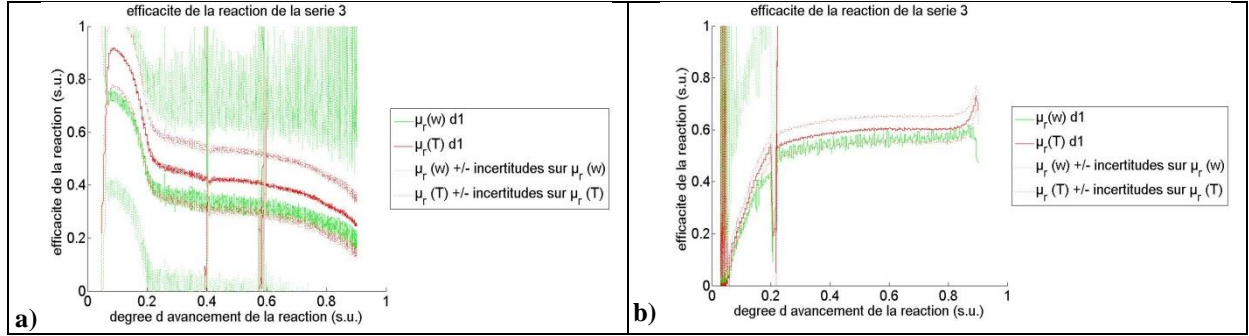 efficacite de la reaction de la serie 3
efficacite de la reaction (s.u.)
1
0.8
0.6
0.4
0.2
0
0 0.2 0.4 0.6 0.8 1
degree d avancement de la reaction (s.u.)
μr(w) d1
μr(T) d1
μr (w) +/- incertitudes sur μr (w)
μr (T) +/- incertitudes sur μr (T)
a)
efficacite de la reaction de la serie 3
efficacite de la reaction (s.u.)
1
0.8
0.6
0.4
0.2
0
0 0.2 0.4 0.6 0.8 1
degree d avancement de la reaction (s.u.)
μr(w) d1
μr(T) d1
μr (w) +/- incertitudes sur μr (w)
μr (T) +/- incertitudes sur μr (T)
b)